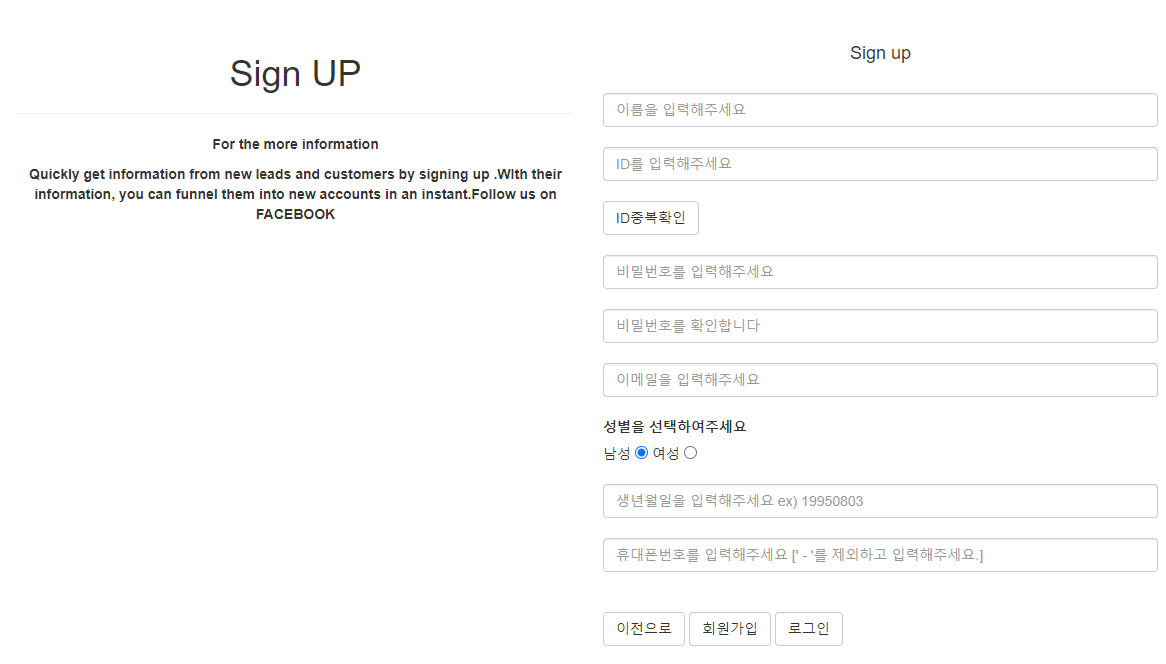 Sign UP
For the more information
Quickly get information from new leads and customers by signing up .WIth their
information, you can funnel them into new accounts in an instant.Follow us on
FACEBOOK
Sign up
이름을 입력해주세요
ID를 입력해주세요
ID중복확인
비밀번호를 입력해주세요
비밀번호를 확인합니다
이메일을 입력해주세요
성별을 선택하여주세요
남성 여성
생년월일을 입력해주세요 ex) 19950803
휴대폰번호를 입력해주세요 [' - '를 제외하고 입력해주세요.]
이전으로 회원가입 로그인